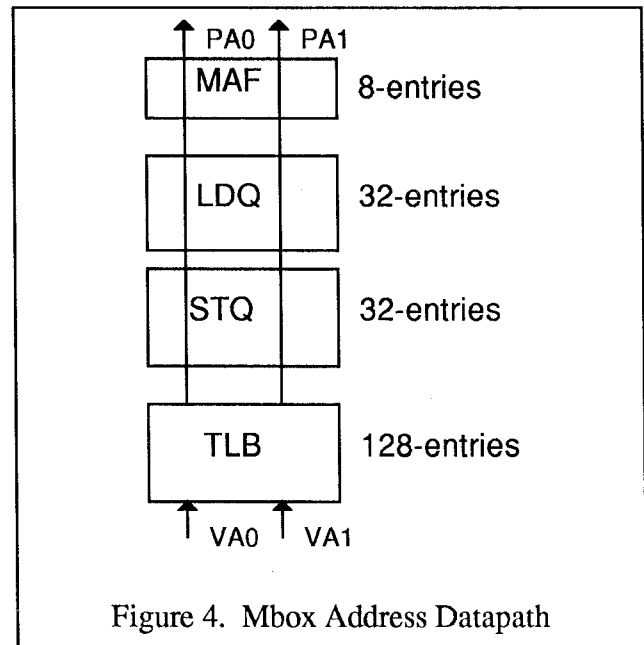 PA0 PA1
MAF 8-entries
LDQ 32-entries
STQ 32-entries
TLB 128-entries
VA0 VA1
Figure 4. Mbox Address Datapath